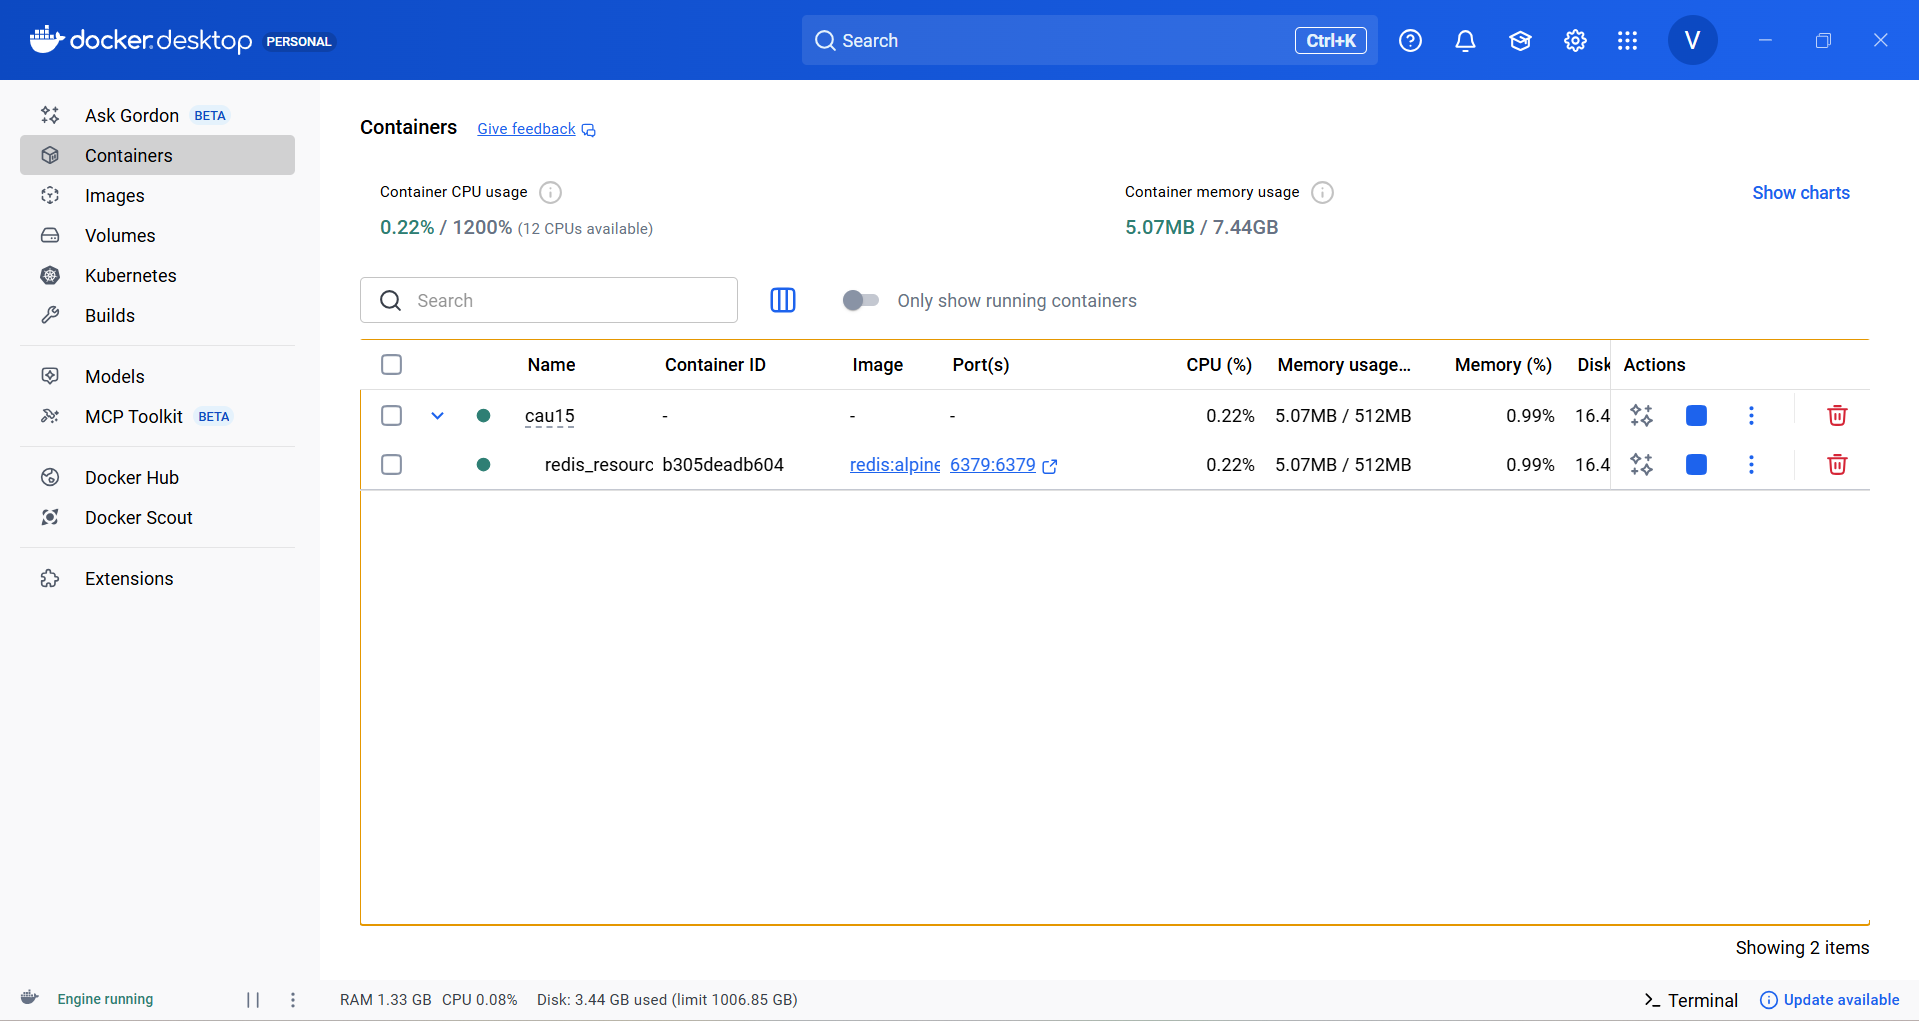 docker.desktop PERSONAL
Search Ctrl+K
V
Ask Gordon BETA
Containers
Images
Volumes
Kubernetes
Builds
Models
MCP Toolkit BETA
Docker Hub
Docker Scout
Extensions
Containers Give feedback
Container CPU usage
0.22% / 1200% (12 CPUs available)
Container memory usage
5.07MB / 7.44GB
Show charts
Search
Only show running containers
Name Container ID Image Port(s) CPU (%) Memory usage... Memory (%) Disk Actions
cau15 - - - 0.22% 5.07MB / 512MB 0.99% 16.4
redis_resourc b305deadb604 redis:alpine 6379:6379 0.22% 5.07MB / 512MB 0.99% 16.4
Showing 2 items
Engine running
RAM 1.33 GB CPU 0.08% Disk: 3.44 GB used (limit 1006.85 GB)
Terminal
Update available